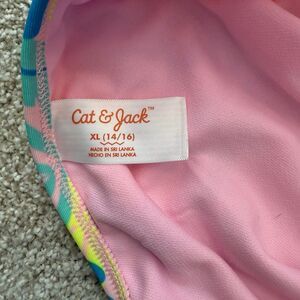 Cat & Jack™
XL (14/16)
MADE IN SRI LANKA
HECHO EN SRI LANKA